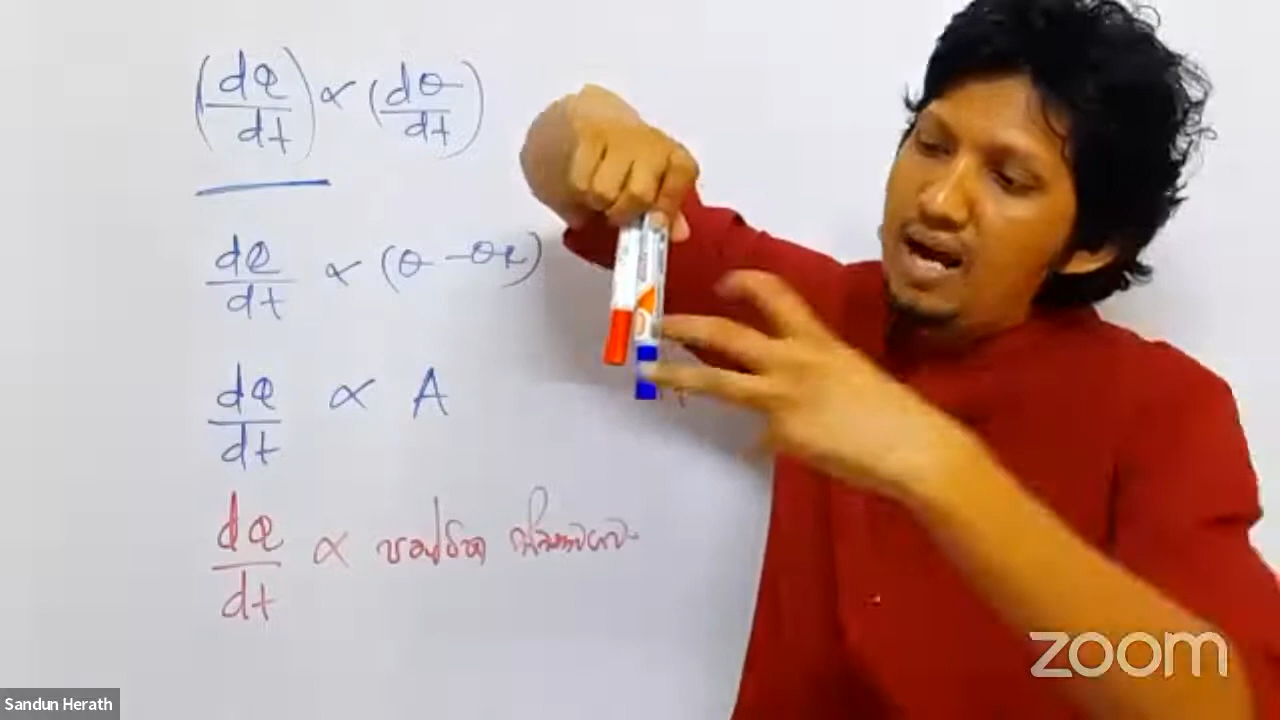 (dQ/dt) ∝ (dθ/dt)
dQ/dt ∝ (θ - θR)
dQ/dt ∝ A
dQ/dt ∝
zoom
Sandun Herath